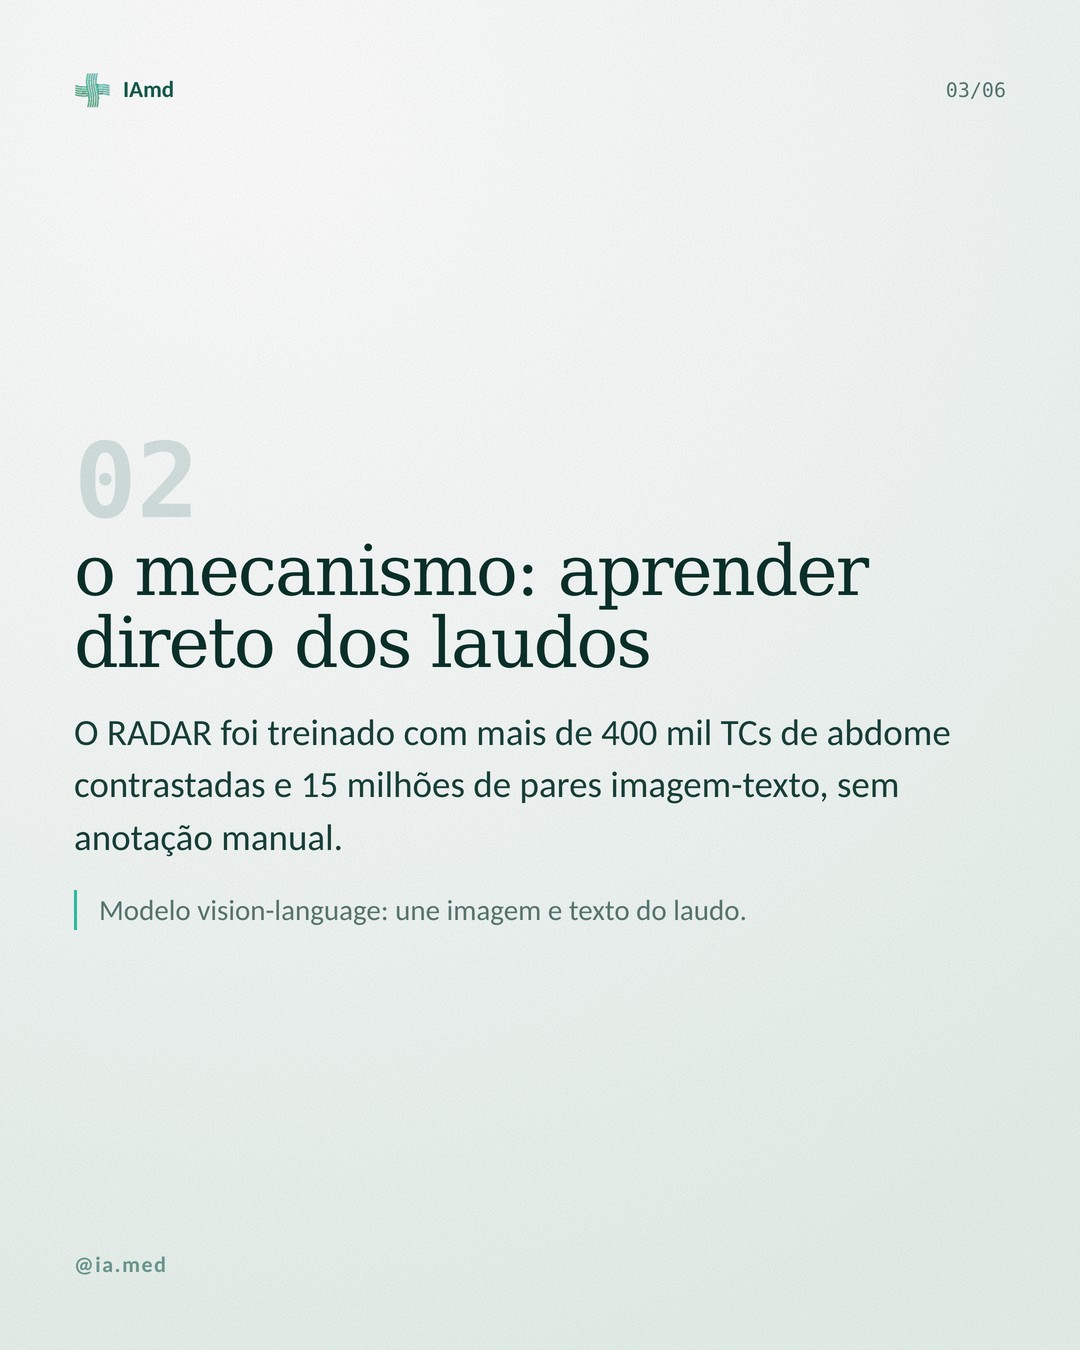 IAmd
03/06
02
o mecanismo: aprender
direto dos laudos
O RADAR foi treinado com mais de 400 mil TCs de abdome
contrastadas e 15 milhões de pares imagem-texto, sem
anotação manual.
Modelo vision-language: une imagem e texto do laudo.
@ia.med